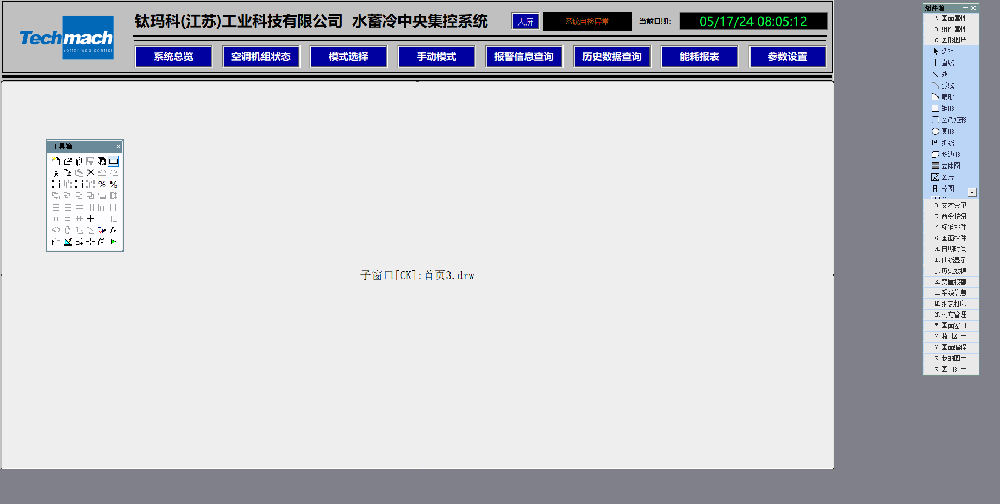 Techmach
Better web control
钛玛科(江苏)工业科技有限公司 水蓄冷中央集控系统
大屏
系统自检正常
当前日期：
05/17/24 08:05:12
系统总览
空调机组状态
模式选择
手动模式
报警信息查询
历史数据查询
能耗报表
参数设置
工具箱
子窗口[CK]:首页3.drw
组件箱
A.画面属性
B.组件属性
C.图形图片
选择
直线
线
弧线
扇形
矩形
圆角矩形
圆形
折线
多边形
立体图
图片
棒图
D.文本变量
E.命令按钮
F.标准控件
G.画面控件
H.日期时间
I.曲线显示
J.历史数据
K.变量报警
L.系统信息
M.报表打印
N.配方管理
W.画面窗口
X.数 据 库
Y.画面编程
Z.我的图库
Z.图 形 库